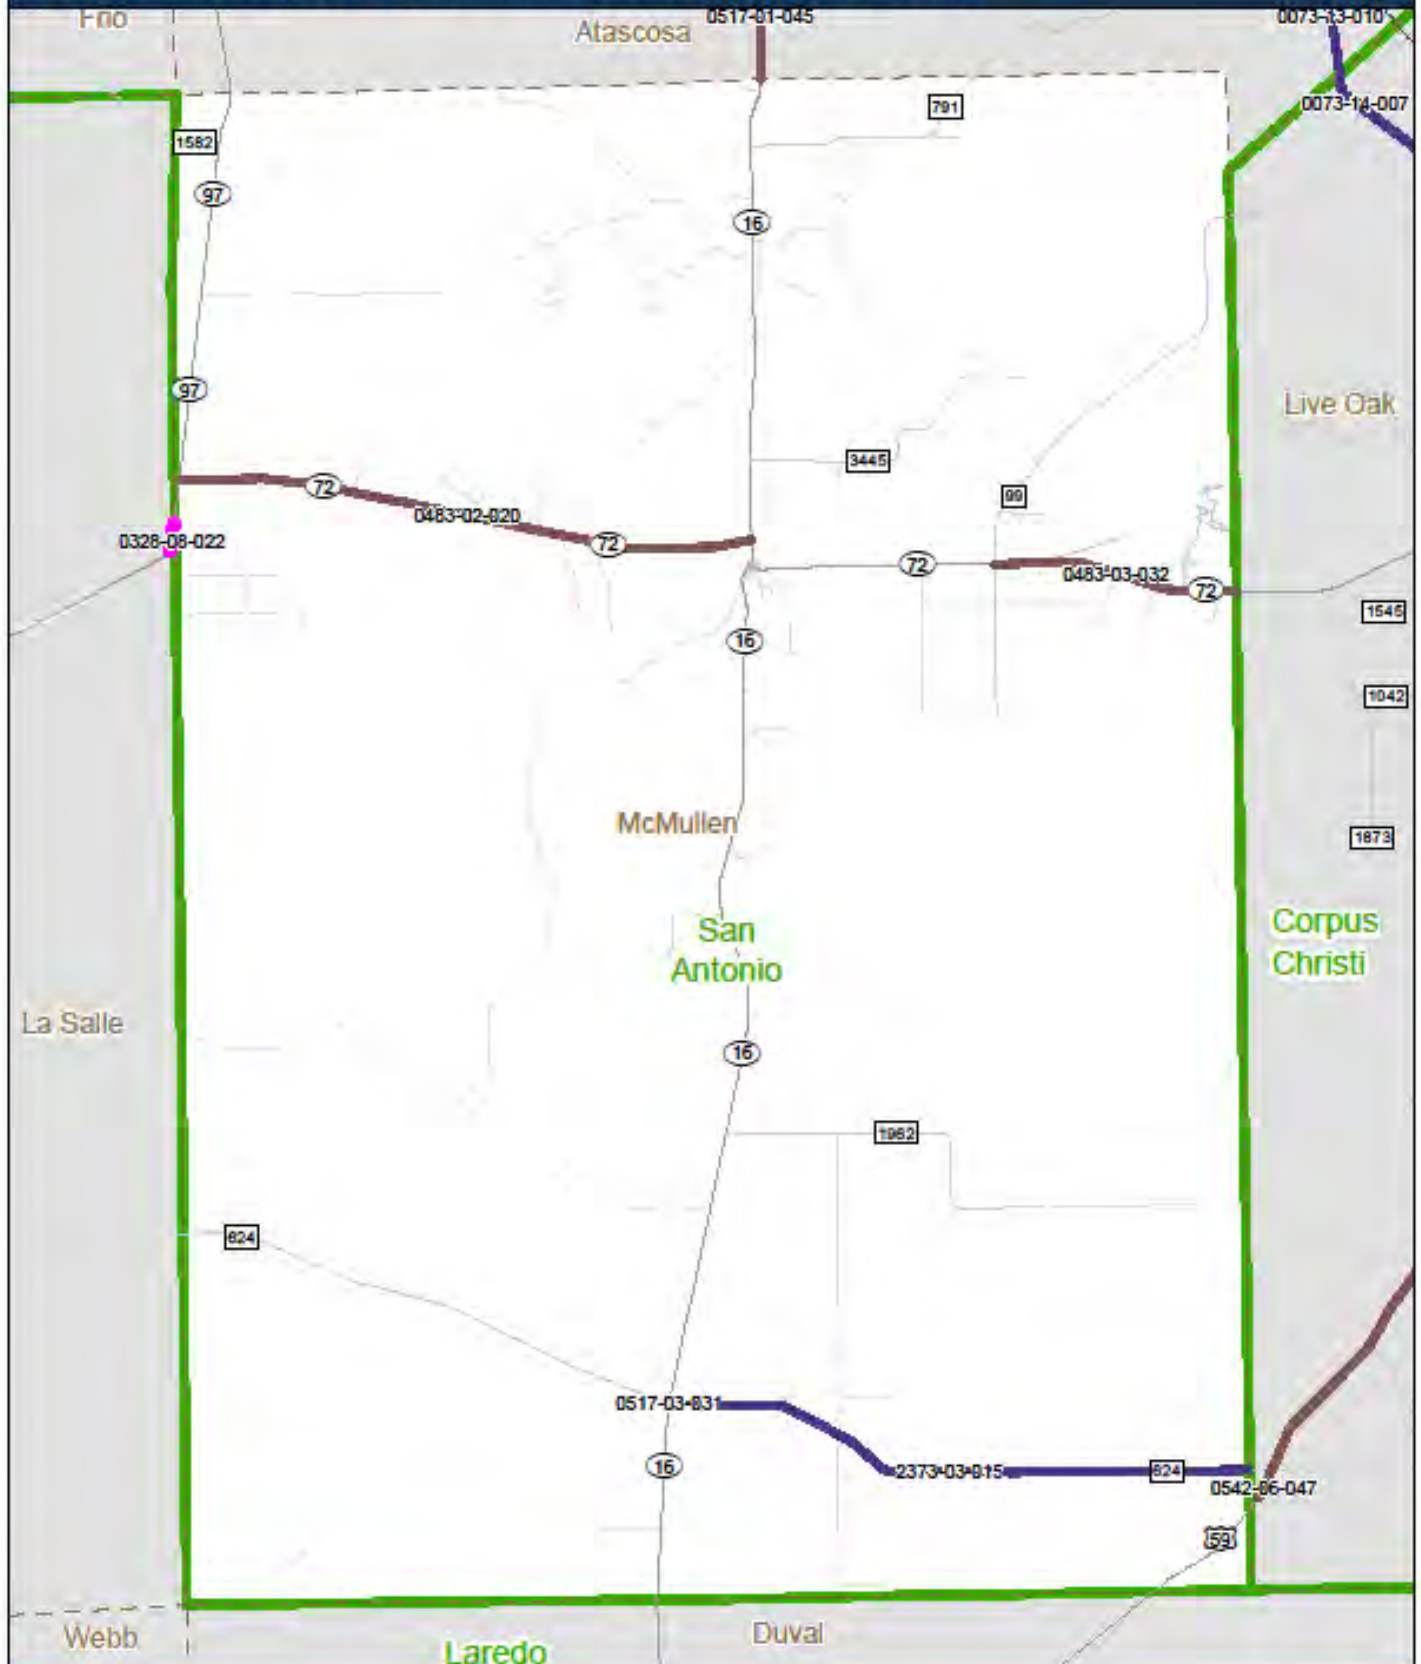 Frio
Atascosa
0517-01-045
0073-13-010
0073-14-007
791
1582
97
16
97
Live Oak
3445
72
99
0483-02-020
0328-08-022
72
72
0483-03-032
72
1545
16
1042
McMullen
1873
San
Antonio
Corpus
Christi
La Salle
16
1962
624
0517-03-031
16
2373-03-015
624
0542-06-047
59
Webb
Laredo
Duval